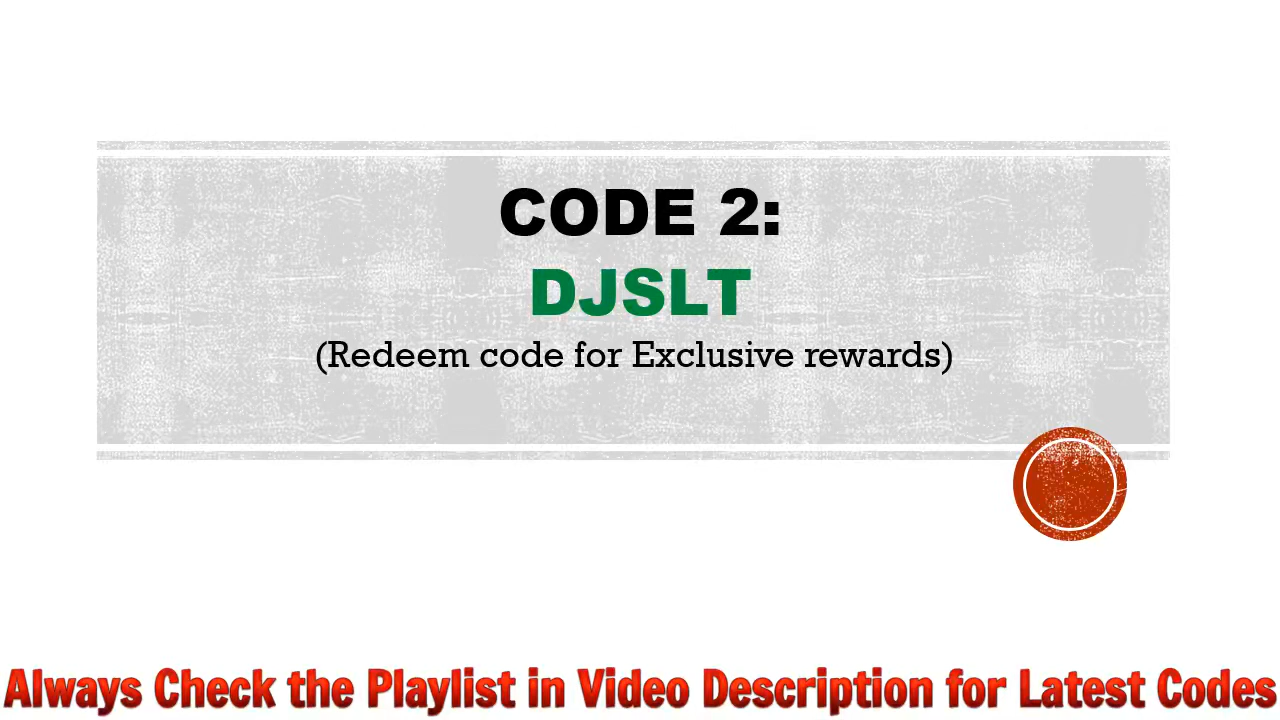 CODE 2:
DJSLT
(Redeem code for Exclusive rewards)
Always Check the Playlist in Video Description for Latest Codes